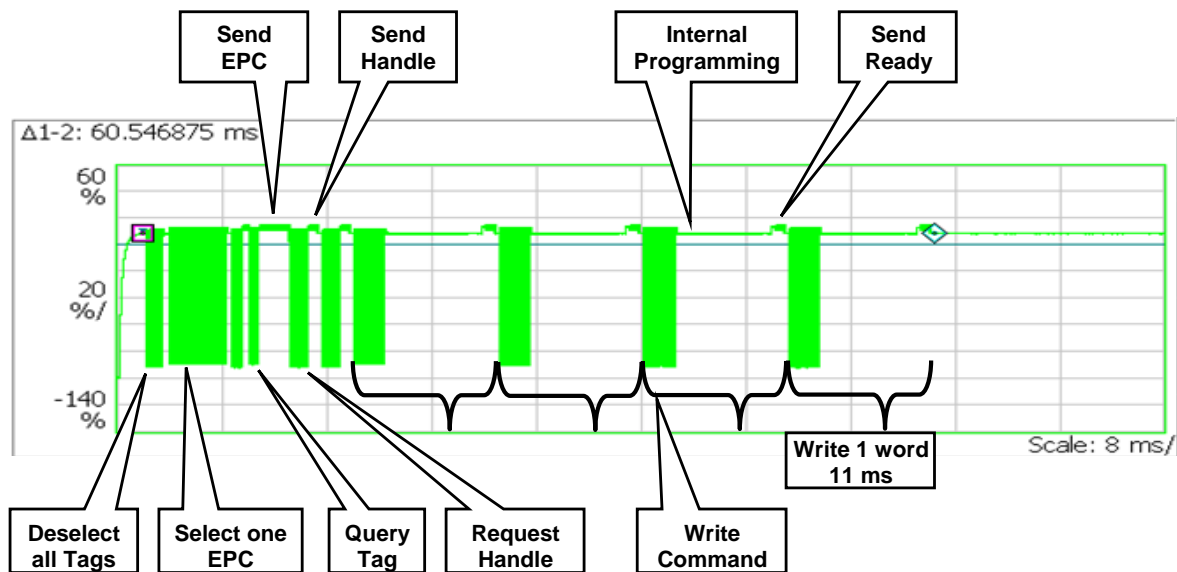 Send
EPC
Send
Handle
Internal
Programming
Send
Ready
Δ1-2: 60.546875 ms
60
%
20
%/
-140
%
Scale: 8 ms/
Write 1 word
11 ms
Deselect
all Tags
Select one
EPC
Query
Tag
Request
Handle
Write
Command